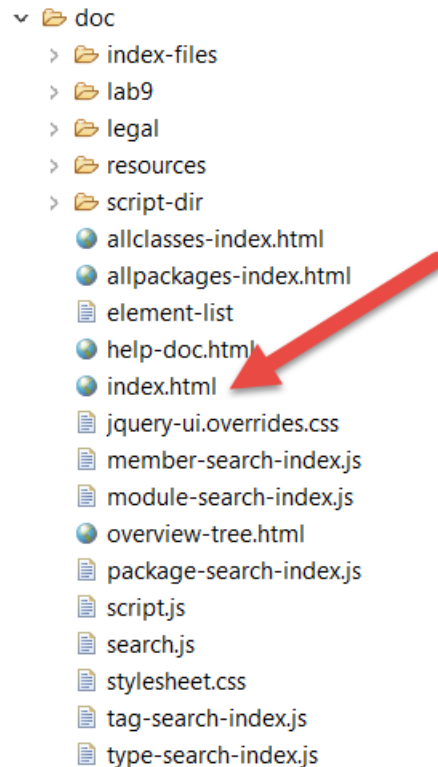 doc
index-files
lab9
legal
resources
script-dir
allclasses-index.html
allpackages-index.html
element-list
help-doc.html
index.html
jquery-ui.overrides.css
member-search-index.js
module-search-index.js
overview-tree.html
package-search-index.js
script.js
search.js
stylesheet.css
tag-search-index.js
type-search-index.js